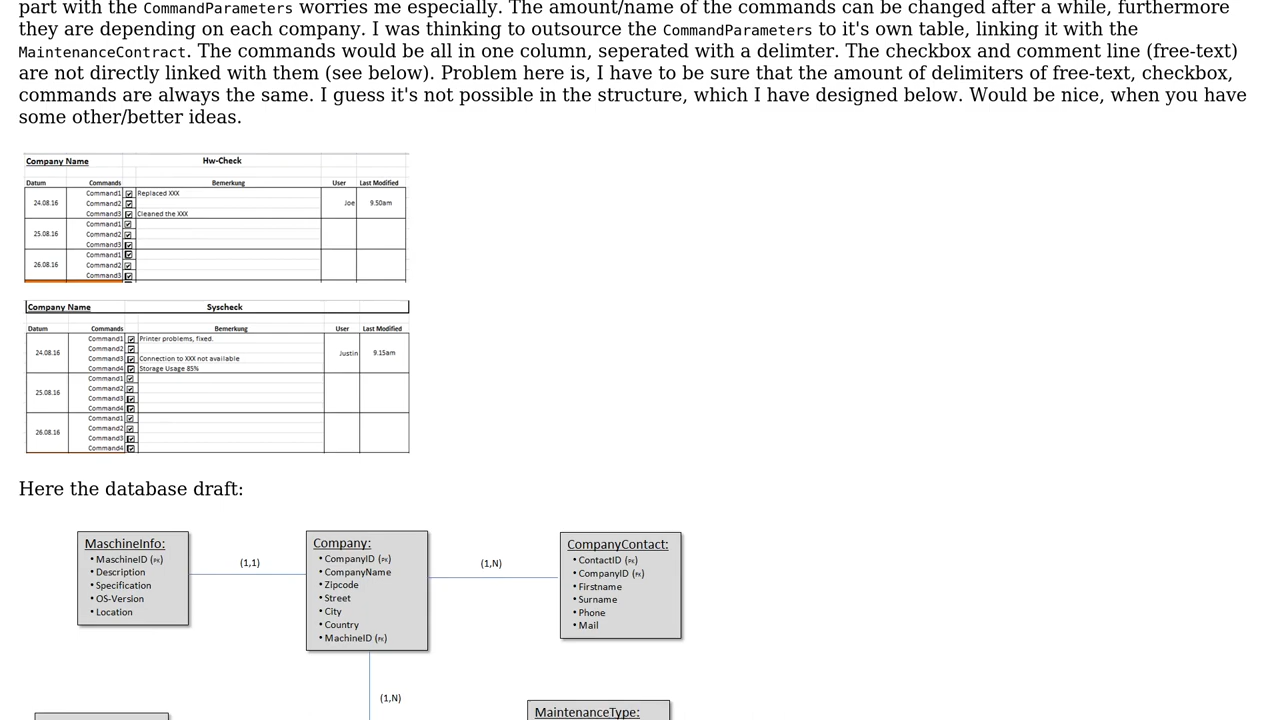 part with the CommandParameters worries me especially. The amount/name of the commands can be changed after a while, furthermore
they are depending on each company. I was thinking to outsource the CommandParameters to it's own table, linking it with the
MaintenanceContract. The commands would be all in one column, seperated with a delimter. The checkbox and comment line (free-text)
are not directly linked with them (see below). Problem here is, I have to be sure that the amount of delimiters of free-text, checkbox,
commands are always the same. I guess it's not possible in the structure, which I have designed below. Would be nice, when you have
some other/better ideas.
Company Name Hw-Check
Datum Commands Bemerkung User Last Modified
Command1 Replaced XXX
24.08.16 Command2 Joe 9.50am
Command3 Cleaned the XXX
Command1
25.08.16 Command2
Command3
Command1
26.08.16 Command2
Command3
Company Name Syscheck
Datum Commands Bemerkung User Last Modified
Command1 Printer problems, fixed.
Command2
24.08.16 Justin 9.15am
Command3 Connection to XXX not available
Command4 Storage Usage 85%
Command1
Command2
25.08.16
Command3
Command4
Command1
Command2
26.08.16
Command3
Command4
Here the database draft:
MaschineInfo:
• MaschineID (PK)
• Description
• Specification
• OS-Version
• Location
(1,1)
Company:
• CompanyID (PK)
• CompanyName
• Zipcode
• Street
• City
• Country
• MachineID (FK)
(1,N)
CompanyContact:
• ContactID (PK)
• CompanyID (FK)
• Firstname
• Surname
• Phone
• Mail
(1,N)
MaintenanceType: